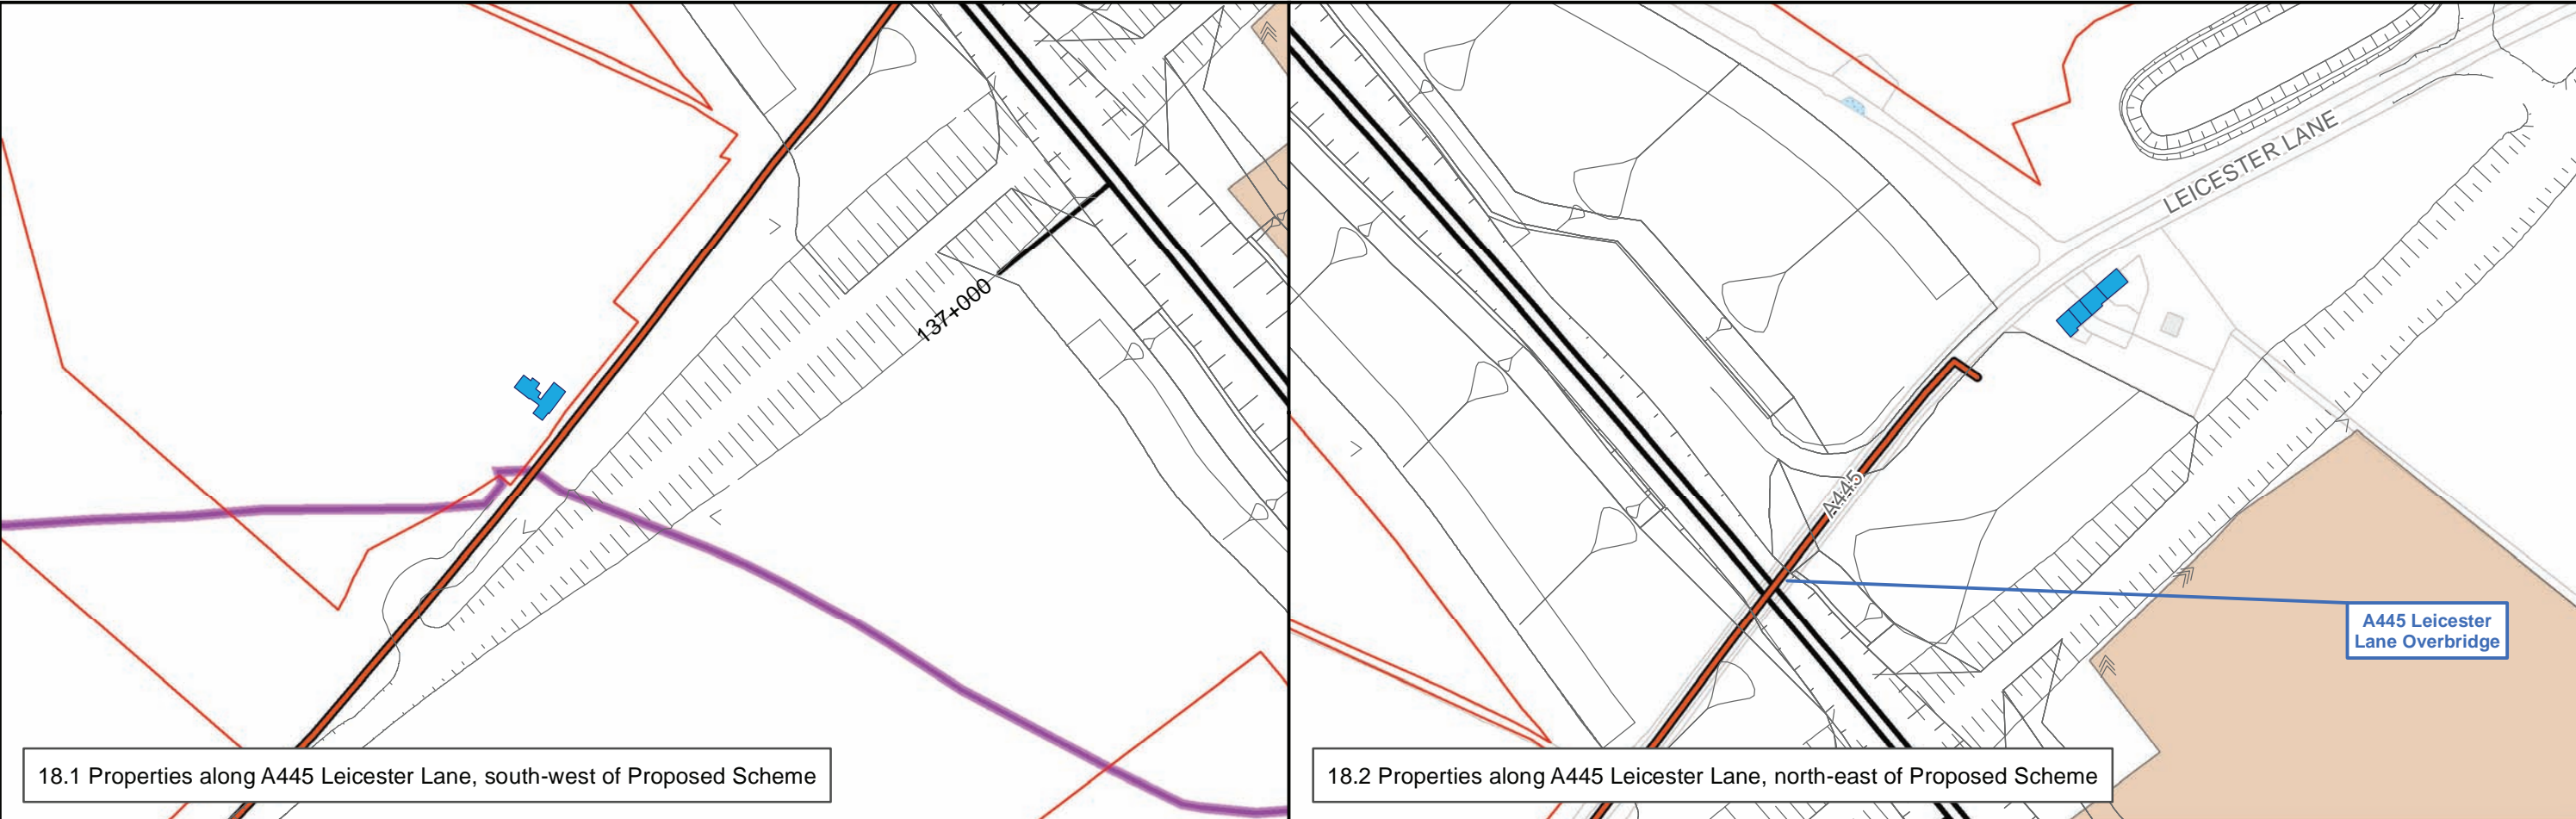 137+000
18.1 Properties along A445 Leicester Lane, south-west of Proposed Scheme
LEICESTER LANE
A445
A445 Leicester
Lane Overbridge
18.2 Properties along A445 Leicester Lane, north-east of Proposed Scheme